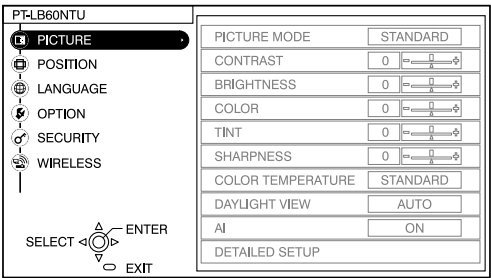 PT-LB60NTU
PICTURE
POSITION
LANGUAGE
OPTION
SECURITY
WIRELESS
SELECT
ENTER
EXIT
PICTURE MODE STANDARD
CONTRAST 0
BRIGHTNESS 0
COLOR 0
TINT 0
SHARPNESS 0
COLOR TEMPERATURE STANDARD
DAYLIGHT VIEW AUTO
AI ON
DETAILED SETUP